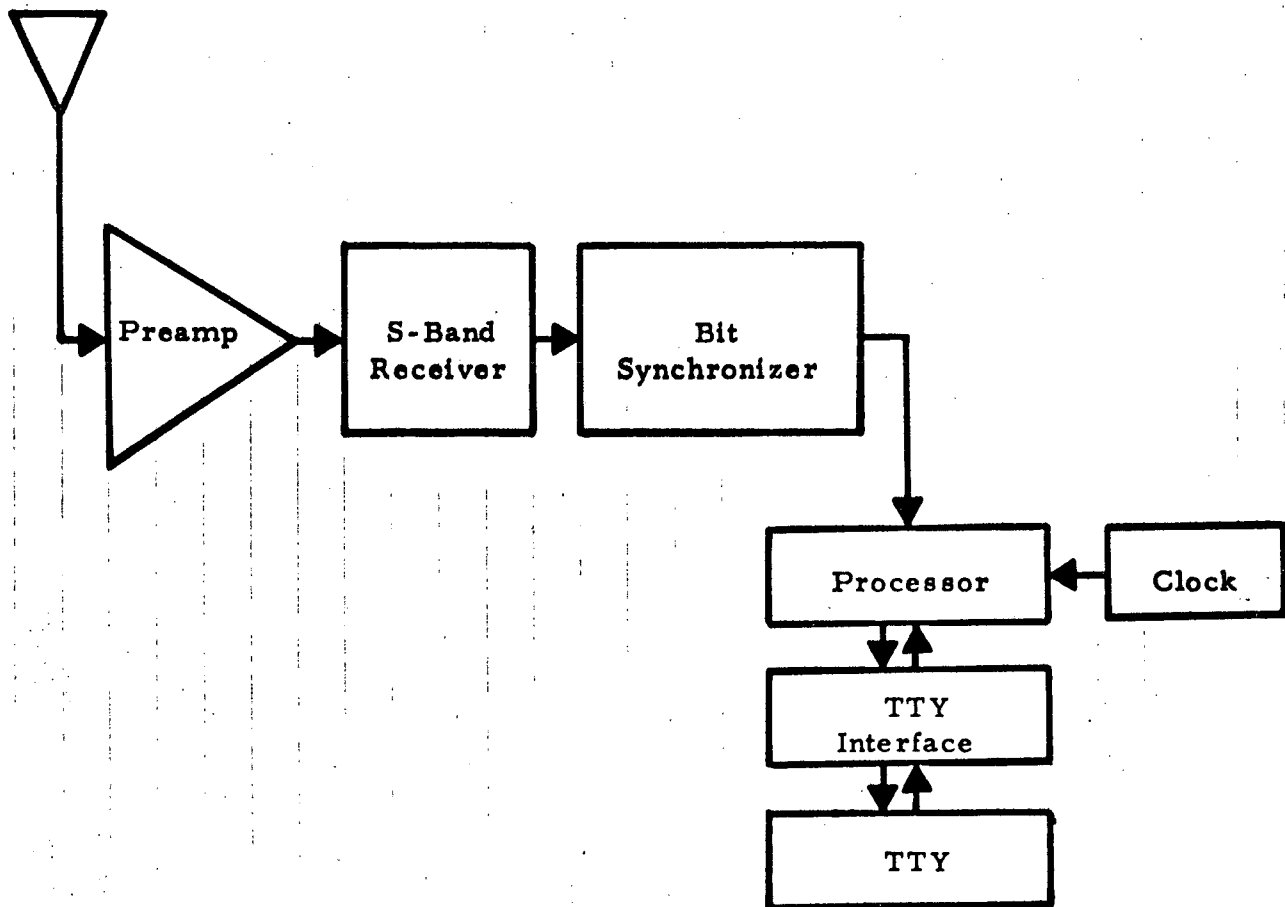 Preamp
S-Band
Receiver
Bit
Synchronizer
Processor
Clock
TTY
Interface
TTY